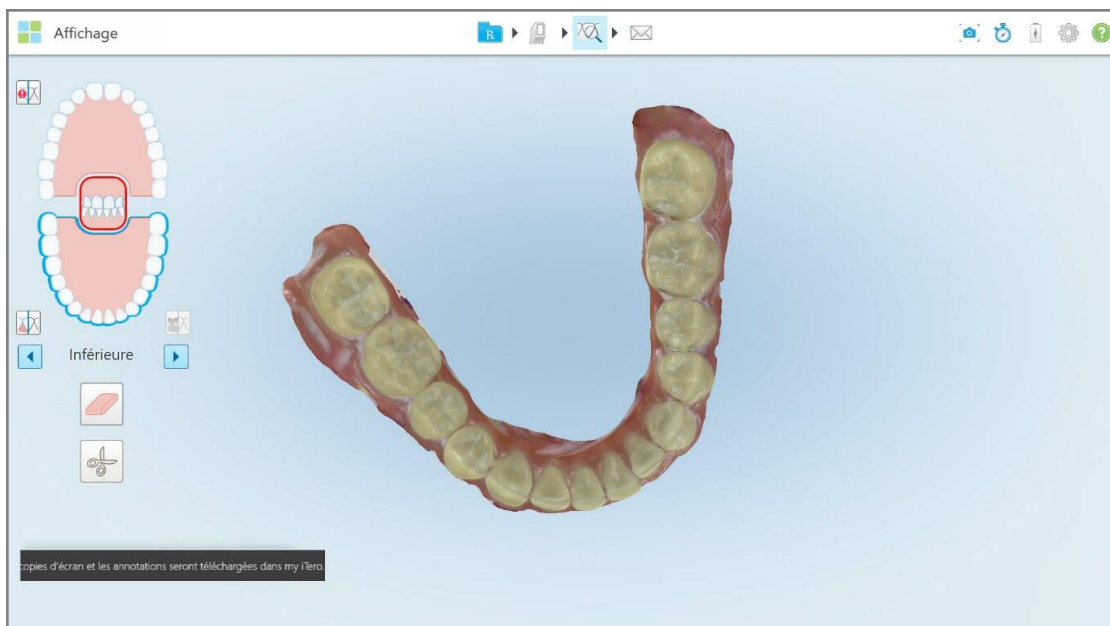 Affichage
R
Inférieure
copies d'écran et les annotations seront téléchargées dans my iTero.